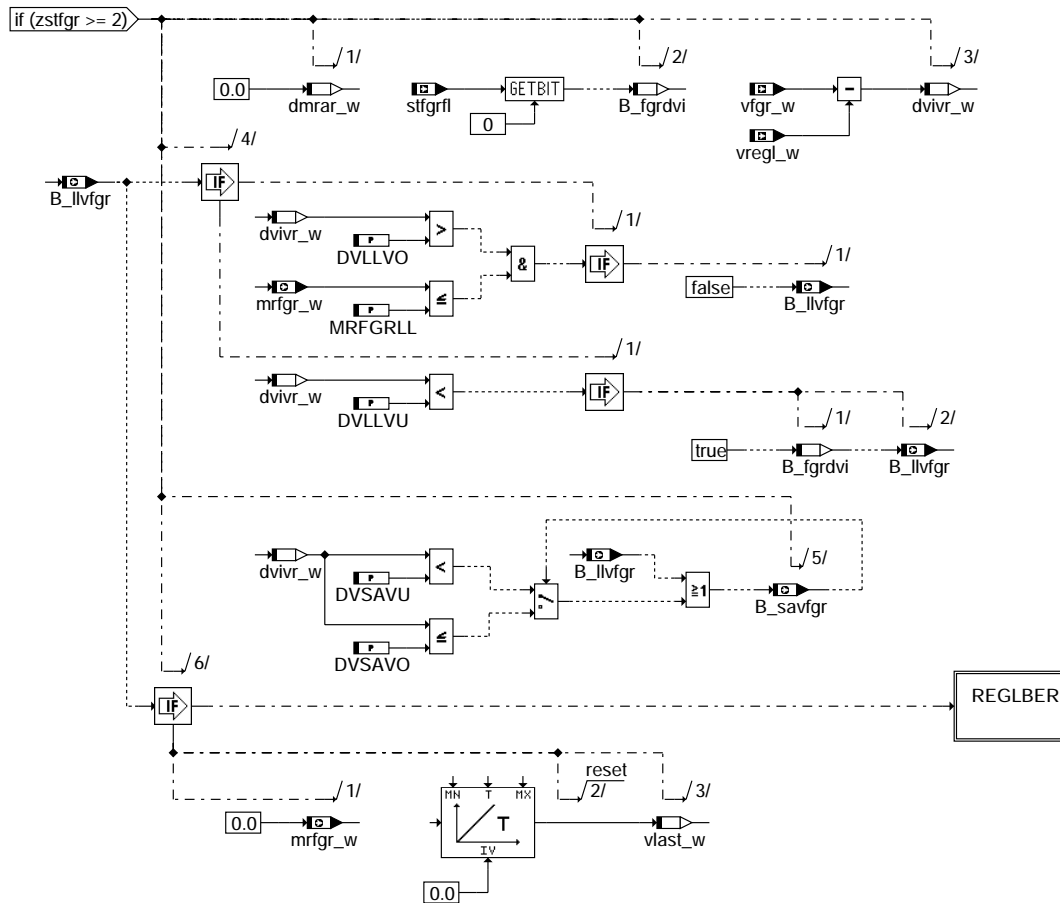 if (zstfgr >= 2)
/1/
/2/
/3/
0.0
dmrar_w
stfgrfl
GETBIT
B_fgrdvi
0
vfgr_w
-
dvivr_w
vregl_w
/4/
B_llvfgr
IF
/1/
dvivr_w
>
DVLLVO
&
IF
/1/
mrfgr_w
≤
MRFGRLL
false
B_llvfgr
/1/
dvivr_w
<
DVLLVU
IF
/1/
/2/
true
B_fgrdvi
B_llvfgr
/5/
dvivr_w
<
DVSAVU
B_llvfgr
≥1
B_savfgr
≤
DVSAVO
/6/
IF
REGLBER
reset
/1/
/2/
/3/
MN T MX
0.0
mrfgr_w
T
IV
vlast_w
0.0